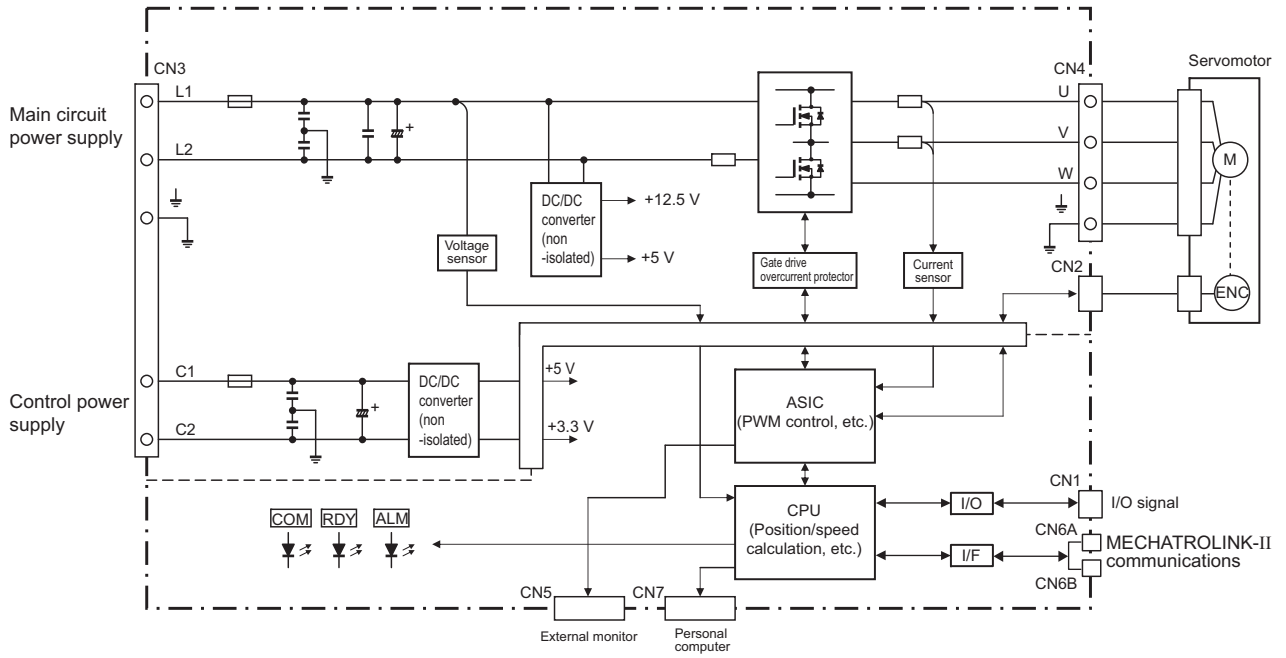 CN3
L1
Main circuit
power supply
L2
+
DC/DC
converter
(non
-isolated)
+12.5 V
+5 V
Voltage
sensor
Gate drive
overcurrent protector
Current
sensor
CN4
U
V
W
Servomotor
M
CN2
ENC
C1
Control power
supply
C2
+
DC/DC
converter
(non
-isolated)
+5 V
+3.3 V
ASIC
(PWM control, etc.)
CPU
(Position/speed
calculation, etc.)
I/O
CN1
I/O signal
I/F
CN6A
MECHATROLINK-II
communications
CN6B
COM
RDY
ALM
CN5
External monitor
CN7
Personal
computer